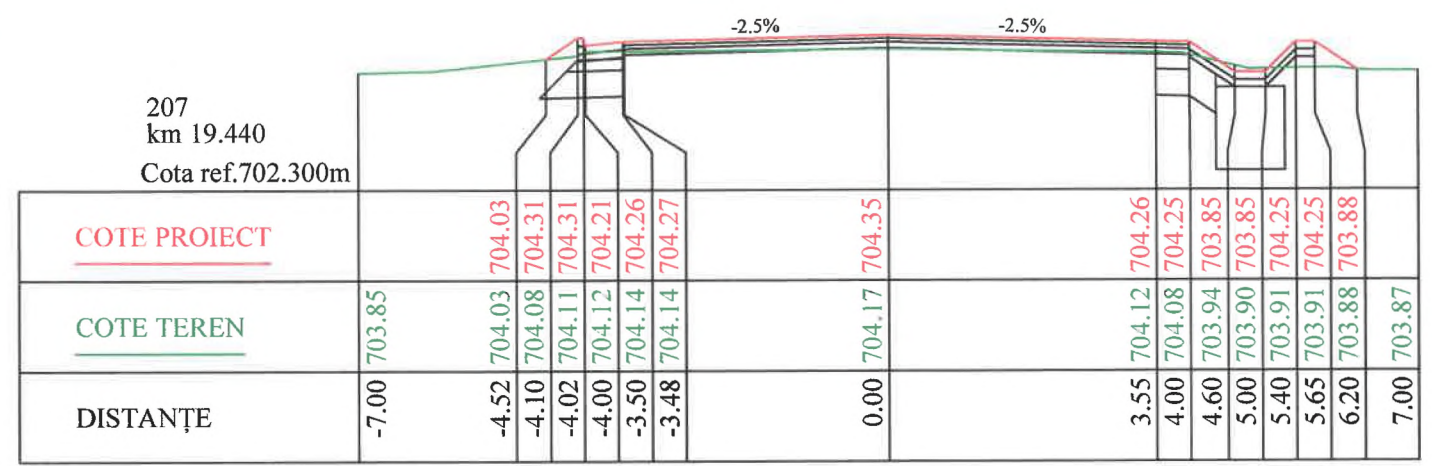 -2.5% -2.5%
207
km 19.440
Cota ref.702.300m
COTE PROIECT 704.03 704.31 704.31 704.21 704.26 704.27 704.35 704.26 704.25 703.85 703.85 704.25 704.25 703.88
COTE TEREN 703.85 704.03 704.08 704.11 704.12 704.14 704.14 704.17 704.12 704.08 703.94 703.90 703.91 703.91 703.88 703.87
DISTANȚE -7.00 -4.52 -4.10 -4.02 -4.00 -3.50 -3.48 0.00 3.55 4.00 4.60 5.00 5.40 5.65 6.20 7.00